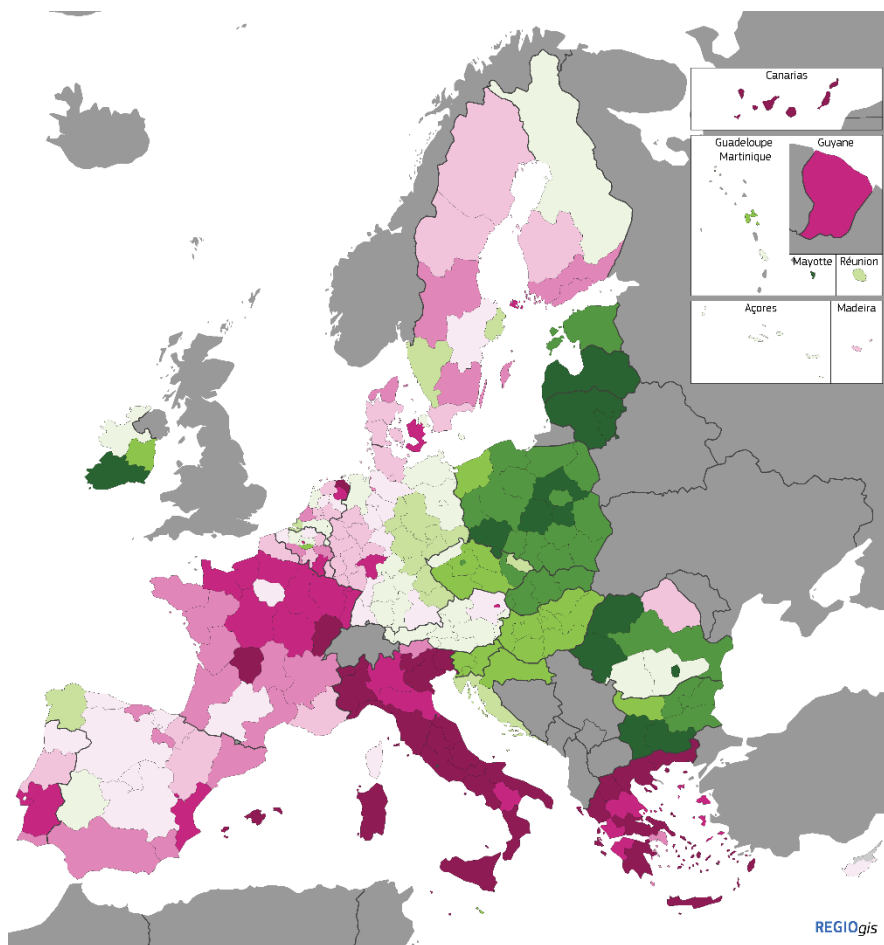 Canarias
Guadeloupe
Martinique
Guyane
Mayotte
Réunion
Açores
Madeira
REGIOgis